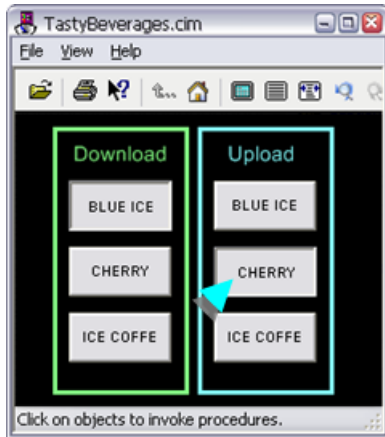 TastyBeverages.cim
File View Help
Download Upload
BLUE ICE BLUE ICE
CHERRY CHERRY
ICE COFFE ICE COFFE
Click on objects to invoke procedures.